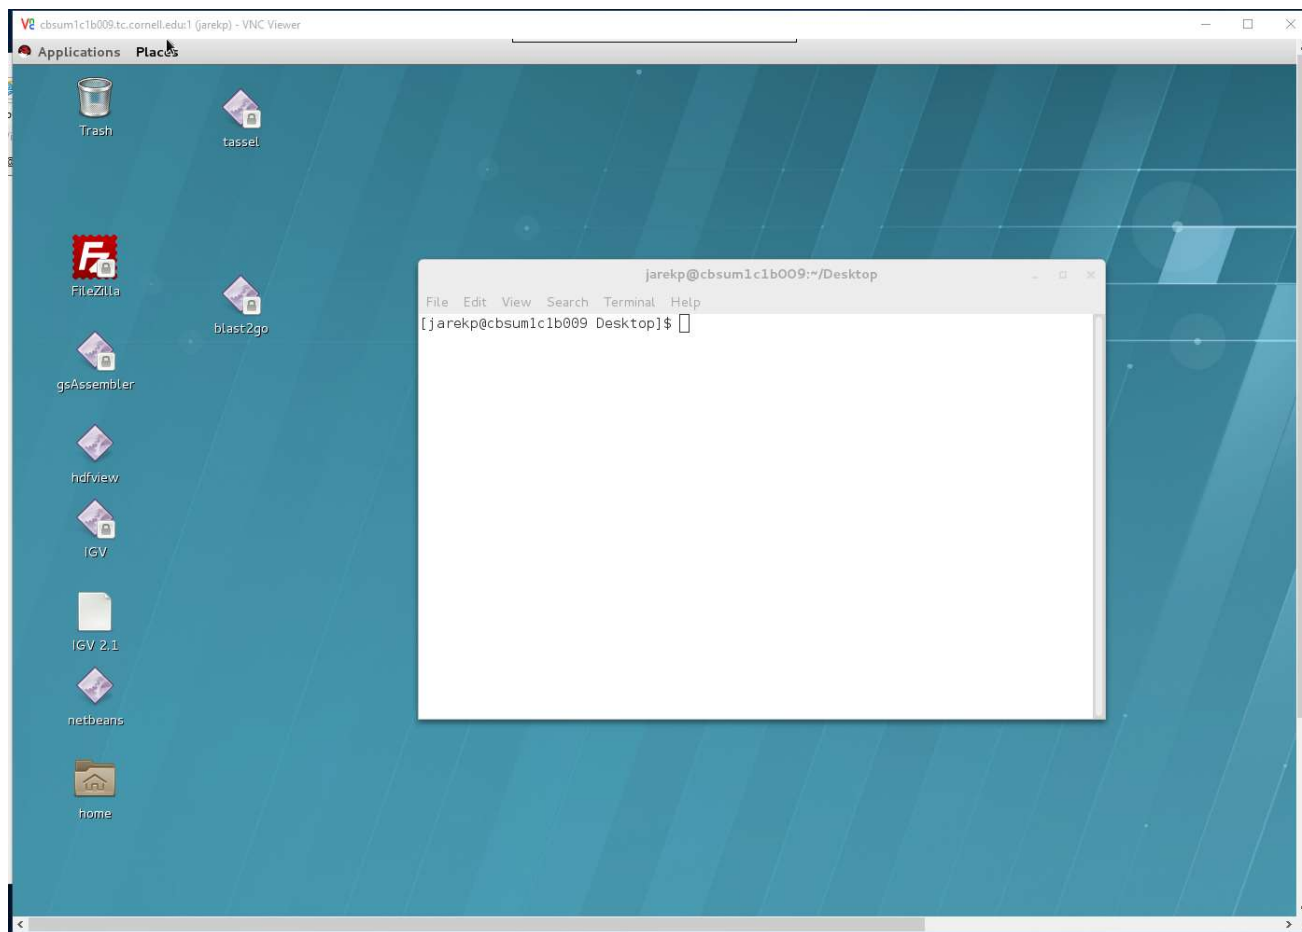 cbsum1c1b009.tc.cornell.edu:1 (jarekp) - VNC Viewer
Applications Places
Trash
tassel
FileZilla
blast2go
gsAssembler
hdfview
IGV
IGV 2.1
netbeans
home
jarekp@cbsum1c1b009:~/Desktop
File Edit View Search Terminal Help
[jarekp@cbsum1c1b009 Desktop]$